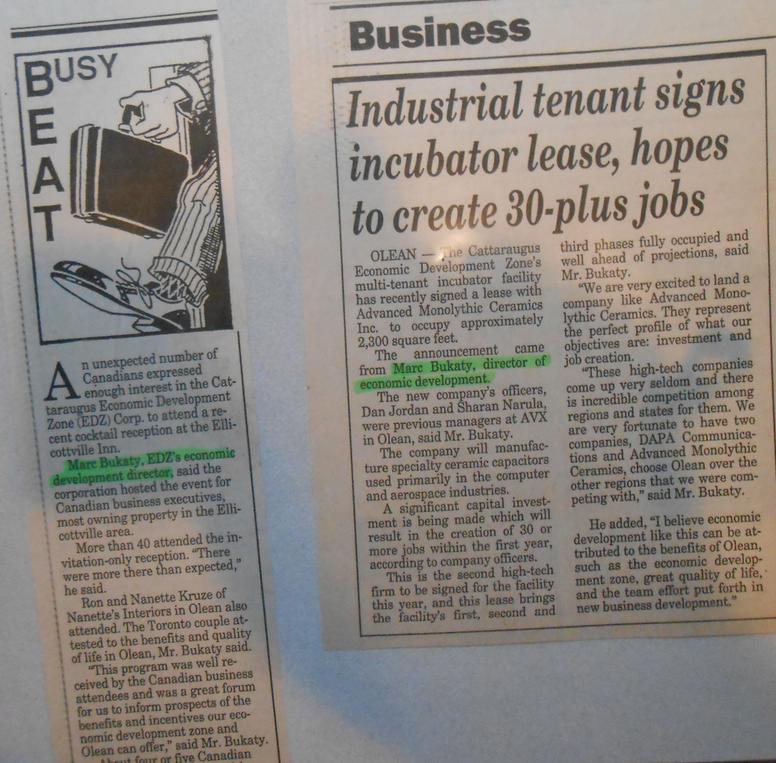 BUSY
BEAT
An unexpected number of
Canadians expressed
enough interest in the Cat-
taraugus Economic Development
Zone (EDZ) Corp. to attend a re-
cent cocktail reception at the Elli-
cottville Inn.
Marc Bukaty, EDZ's economic
development director, said the
corporation hosted the event for
Canadian business executives,
most owning property in the Elli-
cottville area.
More than 40 attended the in-
vitation-only reception. "There
were more there than expected,"
he said.
Ron and Nanette Kruze of
Nanette's Interiors in Olean also
attended. The Toronto couple at-
tested to the benefits and quality
of life in Olean, Mr. Bukaty said.
"This program was well re-
ceived by the Canadian business
attendees and was a great forum
for us to inform prospects of the
benefits and incentives our eco-
nomic development zone and
Olean can offer," said Mr. Bukaty.
About four or five Canadian
Business
Industrial tenant signs
incubator lease, hopes
to create 30-plus jobs
OLEAN — The Cattaraugus
Economic Development Zone's
multi-tenant incubator facility
has recently signed a lease with
Advanced Monolythic Ceramics
Inc. to occupy approximately
2,300 square feet.
The announcement came
from Marc Bukaty, director of
economic development.
The new company's officers,
Dan Jordan and Sharan Narula,
were previous managers at AVX
in Olean, said Mr. Bukaty.
The company will manufac-
ture specialty ceramic capacitors
used primarily in the computer
and aerospace industries.
A significant capital invest-
ment is being made which will
result in the creation of 30 or
more jobs within the first year,
according to company officers.
This is the second high-tech
firm to be signed for the facility
this year, and this lease brings
the facility's first, second and
third phases fully occupied and
well ahead of projections, said
Mr. Bukaty.
"We are very excited to land a
company like Advanced Mono-
lythic Ceramics. They represent
the perfect profile of what our
objectives are: investment and
job creation.
"These high-tech companies
come up very seldom and there
is incredible competition among
regions and states for them. We
are very fortunate to have two
companies, DAPA Communica-
tions and Advanced Monolythic
Ceramics, choose Olean over the
other regions that we were com-
peting with," said Mr. Bukaty.
He added, "I believe economic
development like this can be at-
tributed to the benefits of Olean,
such as the economic develop-
ment zone, great quality of life,
and the team effort put forth in
new business development."